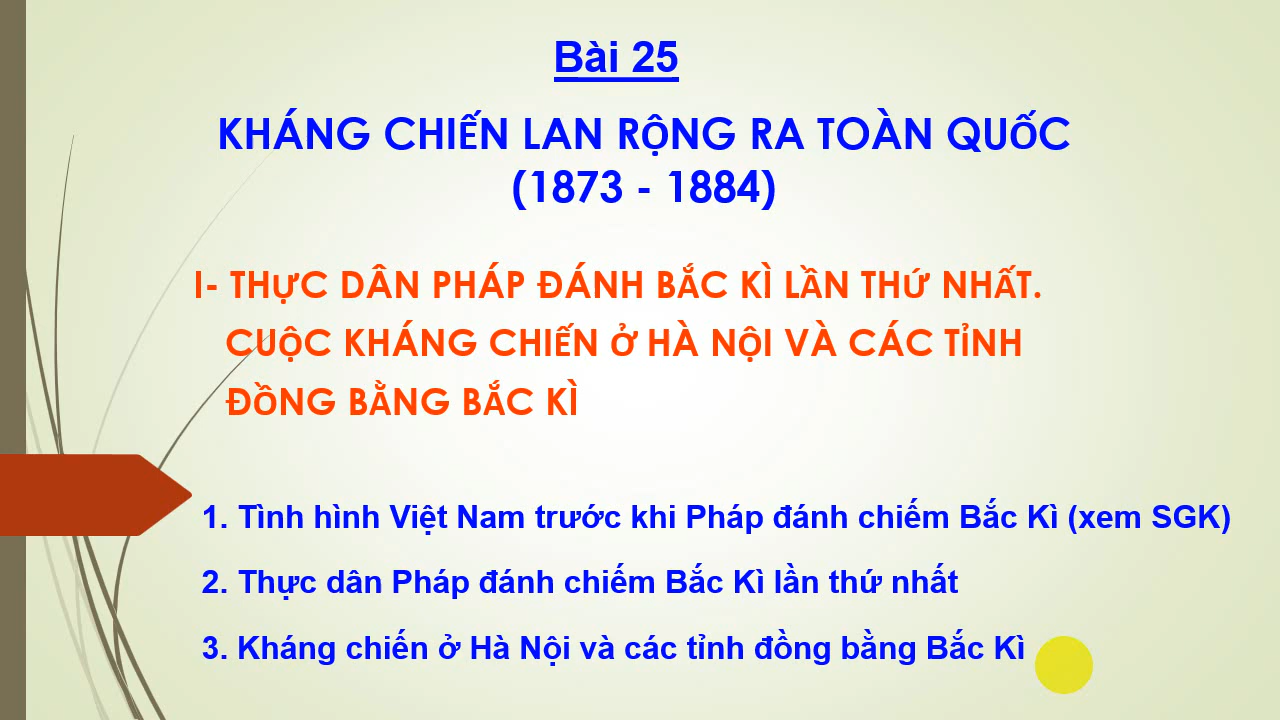 Bài 25
KHÁNG CHIẾN LAN RỘNG RA TOÀN QUỐC
(1873 - 1884)
I- THỰC DÂN PHÁP ĐÁNH BẮC KÌ LẦN THỨ NHẤT.
CUỘC KHÁNG CHIẾN Ở HÀ NỘI VÀ CÁC TỈNH
ĐỒNG BẰNG BẮC KÌ
1. Tình hình Việt Nam trước khi Pháp đánh chiếm Bắc Kì (xem SGK)
2. Thực dân Pháp đánh chiếm Bắc Kì lần thứ nhất
3. Kháng chiến ở Hà Nội và các tỉnh đồng bằng Bắc Kì